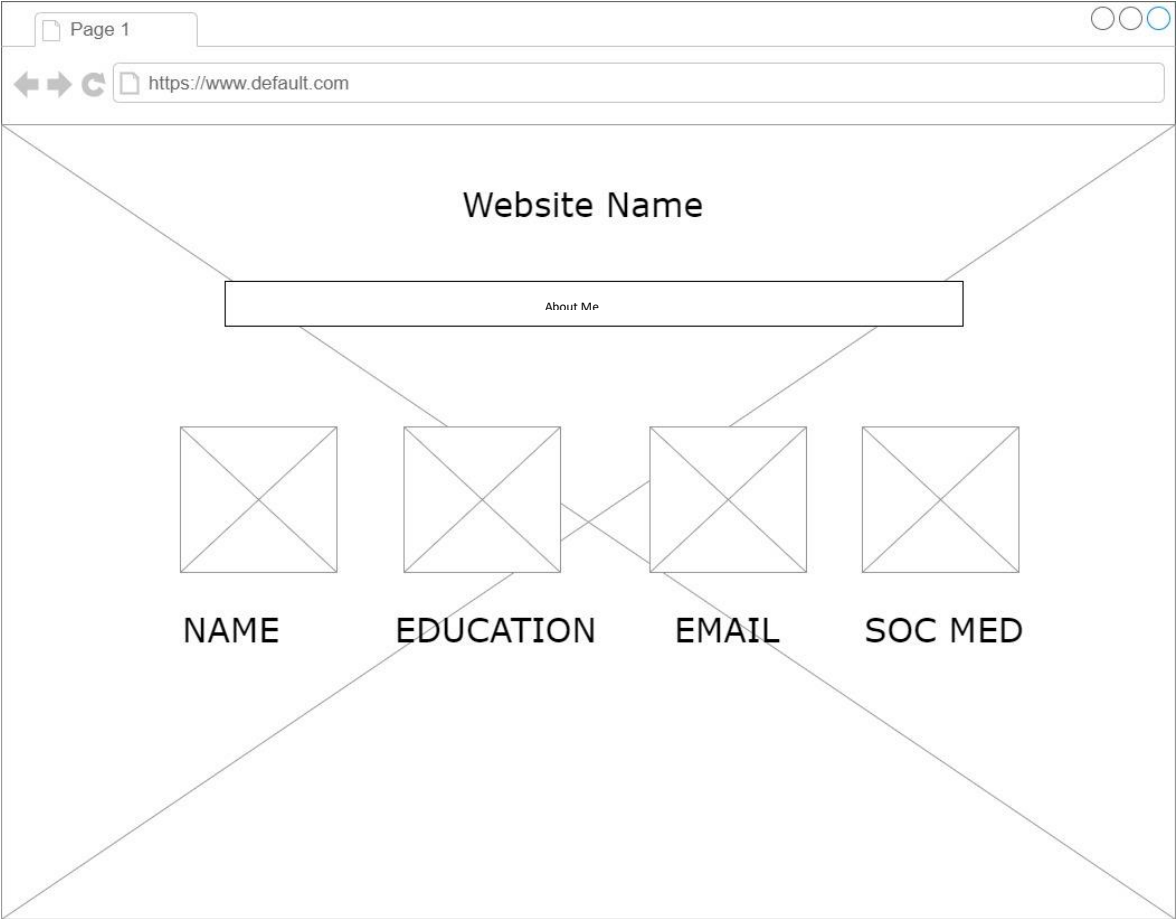 Page 1
https://www.default.com
Website Name
About Me
NAME EDUCATION EMAIL SOC MED